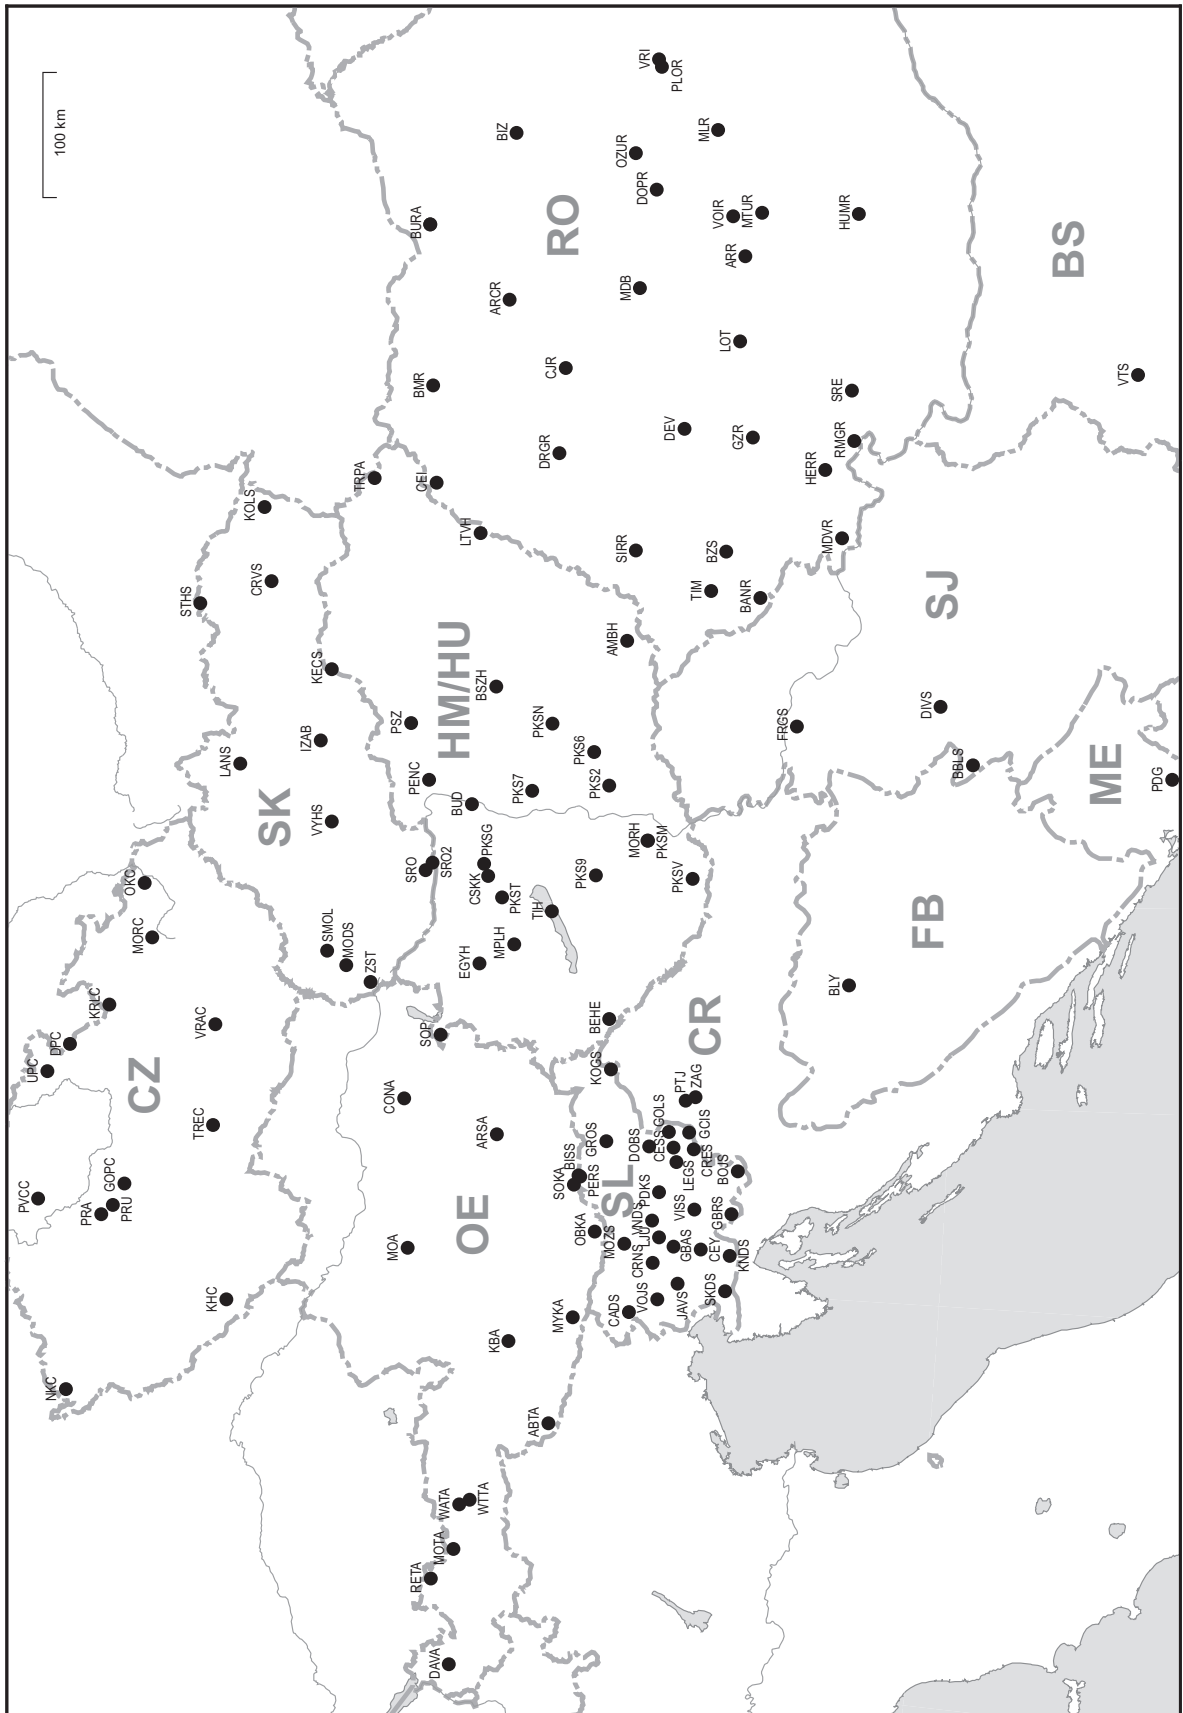 PVCC
UPC
NKC
DPC
100 km
PRA
KRLC
GOPC
PRU
OKC
MORC
CZ
STHS
TREC
VRAC
KHC
LANS
KOLS
CRVS
SK
IZAB
KECS
VYHS
SMOL
MODS
TRPA
ZST
CONA
MOA
PSZ
SRO
RETA
PENC
BURA
BMR
CEI
SOP
MOTA
DAVA
SRO2
WATA
HM/HU
BUD
EGYH
LTVH
OE
CSKK
WTTA
BSZH
PKSG
ARSA
KBA
ARCR
MPLH
BIZ
PKST
PKS7
ABTA
TIH
PKSN
DRGR
CJR
MYKA
SOKA
RO
BISS
OBKA
PKS6
PKS9
GROS
PERS
PKS2
BEHE
KOGS
MOZS
AMBH
CADS
SL
SIRR
OZUR
MDB
DOBS
MORH
VNDS
CRNS
DOPR
VRI
PDKS
LJU
VOJS
CESS
GOLS
PKSM
PLOR
DEV
PKSV
PTJ
GBAS
JAVS
LEGS
VISS
ZAG
TIM
GCIS
CRES
MLR
CR
CEY
SKDS
BZS
GBRS
BOJS
LOT
ARR
VOIR
KNDS
BANR
GZR
MTUR
FRGS
HERR
MDVR
BLY
RMGR
SRE
HUMR
FB
DIVS
SJ
BBLS
BS
ME
VTS
PDG